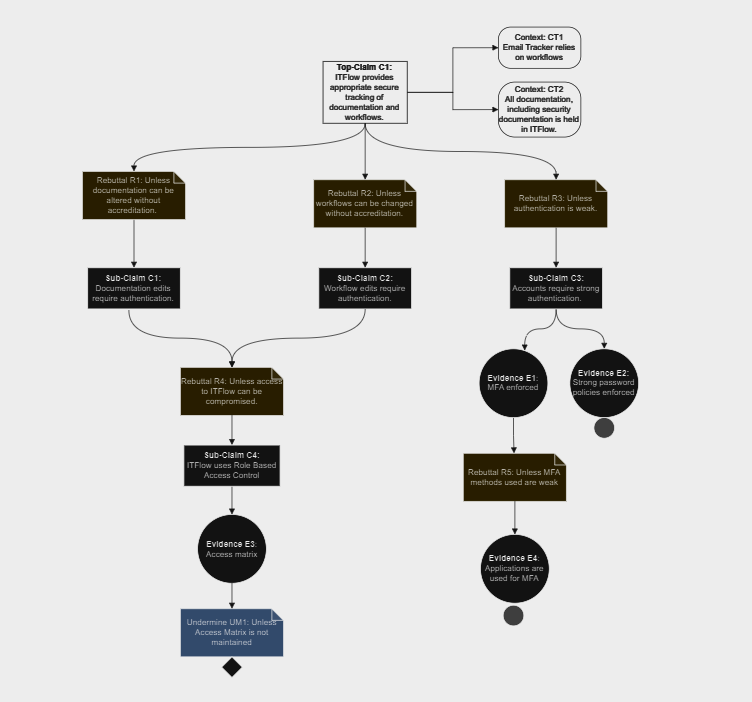 Context: CT1
Email Tracker relies
on workflows
Top-Claim C1:
ITFlow provides
appropriate secure
tracking of
documentation and
workflows.
Context: CT2
All documentation,
including security
documentation is held
in ITFlow.
Rebuttal R1: Unless
documentation can be
altered without
accreditation.
Rebuttal R2: Unless
workflows can be changed
without accreditation.
Rebuttal R3: Unless
authentication is weak.
Sub-Claim C1:
Documentation edits
require authentication.
Sub-Claim C2:
Workflow edits require
authentication.
Sub-Claim C3:
Accounts require strong
authentication.
Rebuttal R4: Unless access
to ITFlow can be
compromised.
Evidence E1:
MFA enforced
Evidence E2:
Strong password
policies enforced
Sub-Claim C4:
ITFlow uses Role Based
Access Control
Rebuttal R5: Unless MFA
methods used are weak
Evidence E3:
Access matrix
Evidence E4:
Applications are
used for MFA
Undermine UM1: Unless
Access Matrix is not
maintained